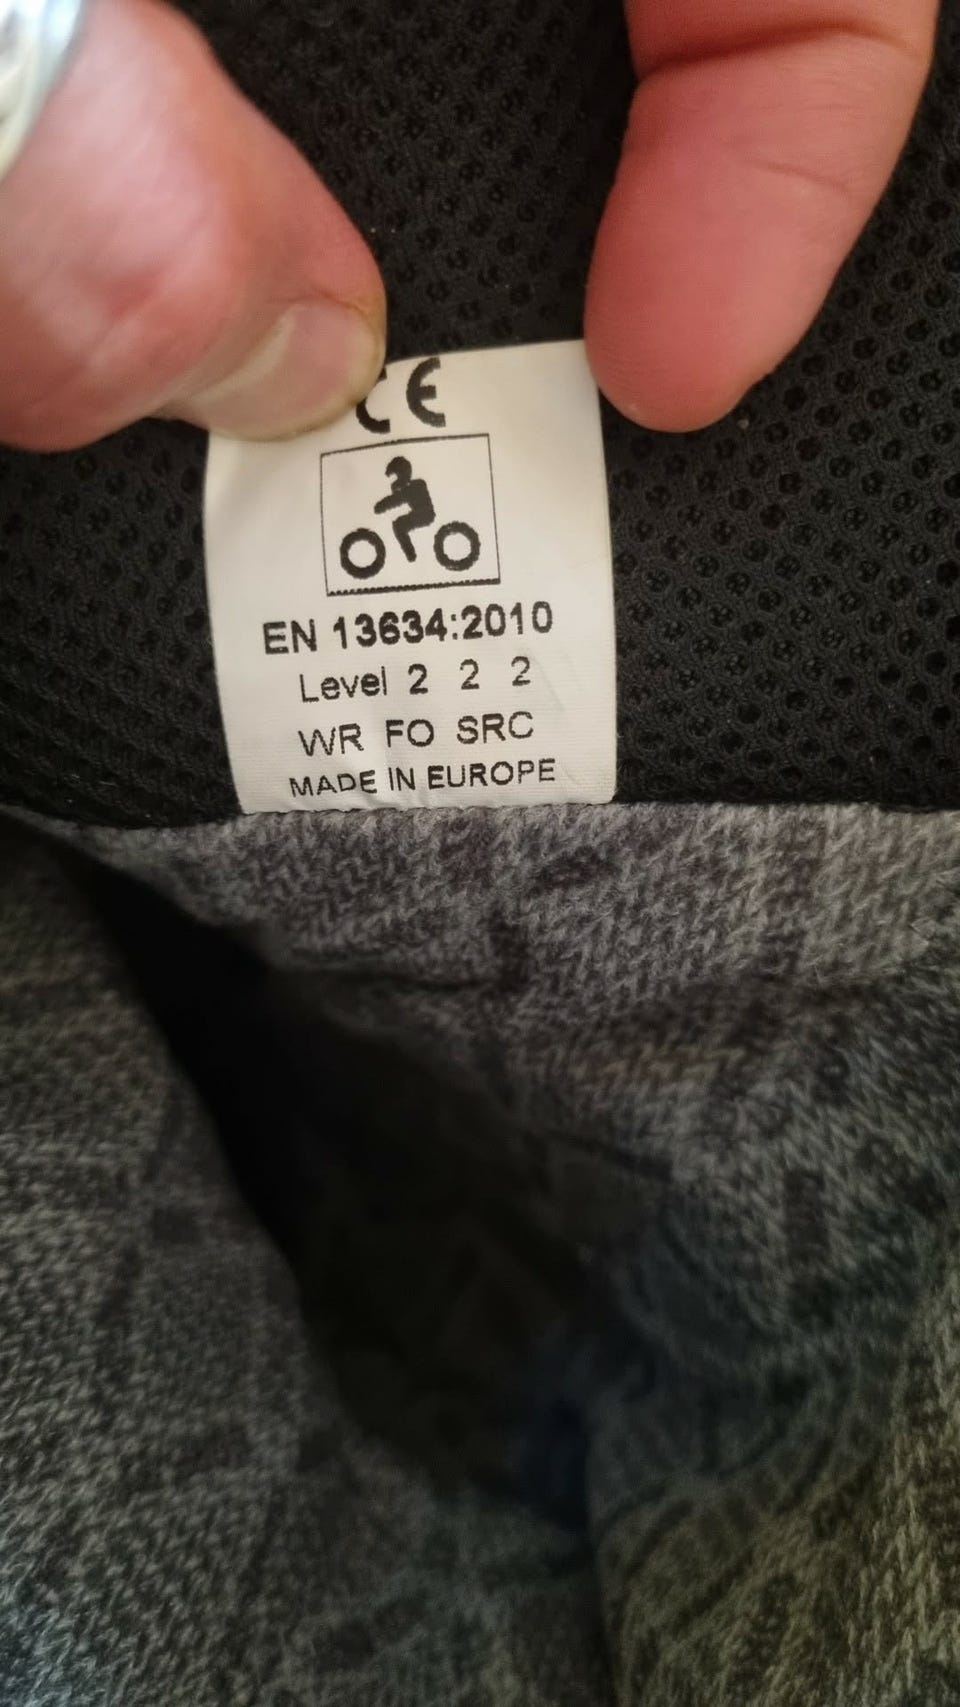 CE
EN 13634:2010
Level 2 2 2
WR FO SRC
MADE IN EUROPE